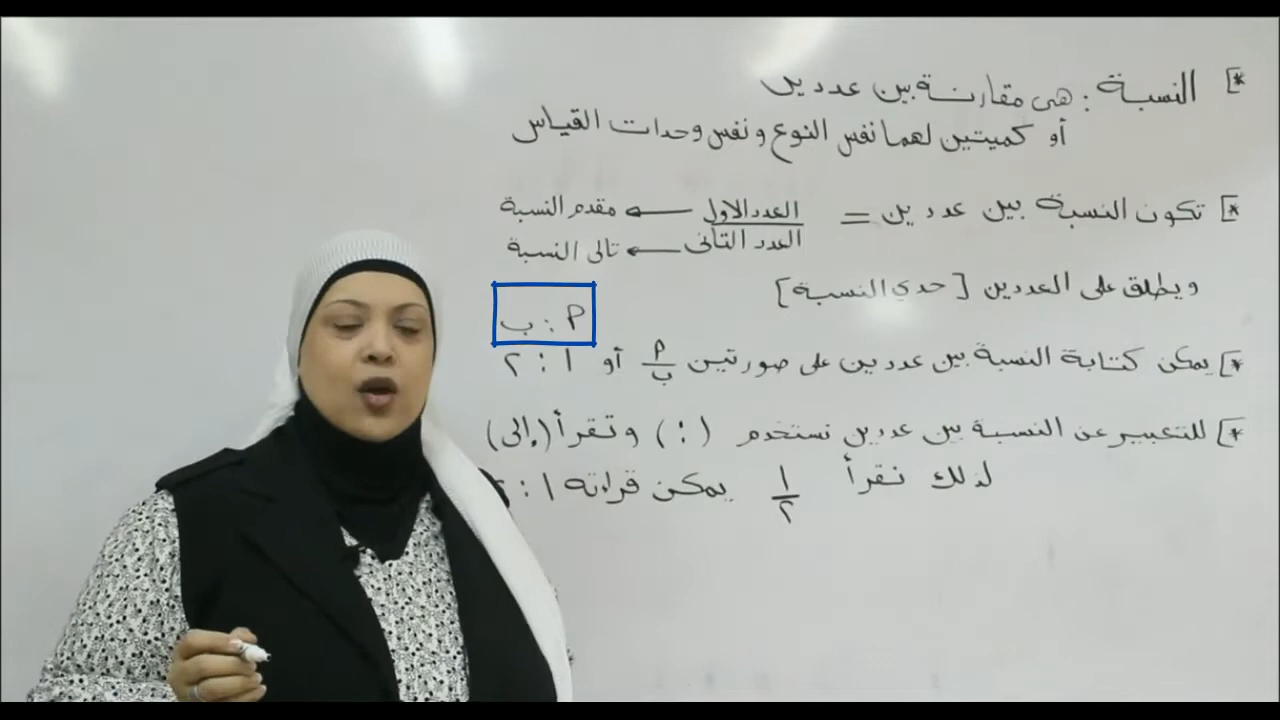 *] النسبة : هى مقارنة بين عددين
أو كميتين لهما نفس النوع ونفس وحدات القياس
*] تكون النسبة بين عددين = العدد الاول ← مقدم النسبة
العدد الثانى ← تالى النسبة
ويطلق على العددين [حدي النسبة]
م : ب
*] يمكن كتابة النسبة بين عددين على صورتين م/ب أو ١ : ٢
*] للتعبير عن النسبة بين عددين نستخدم ( : ) وتقرأ (إلى)
لذلك نقرأ ١/٢ يمكن قراءته ١ :